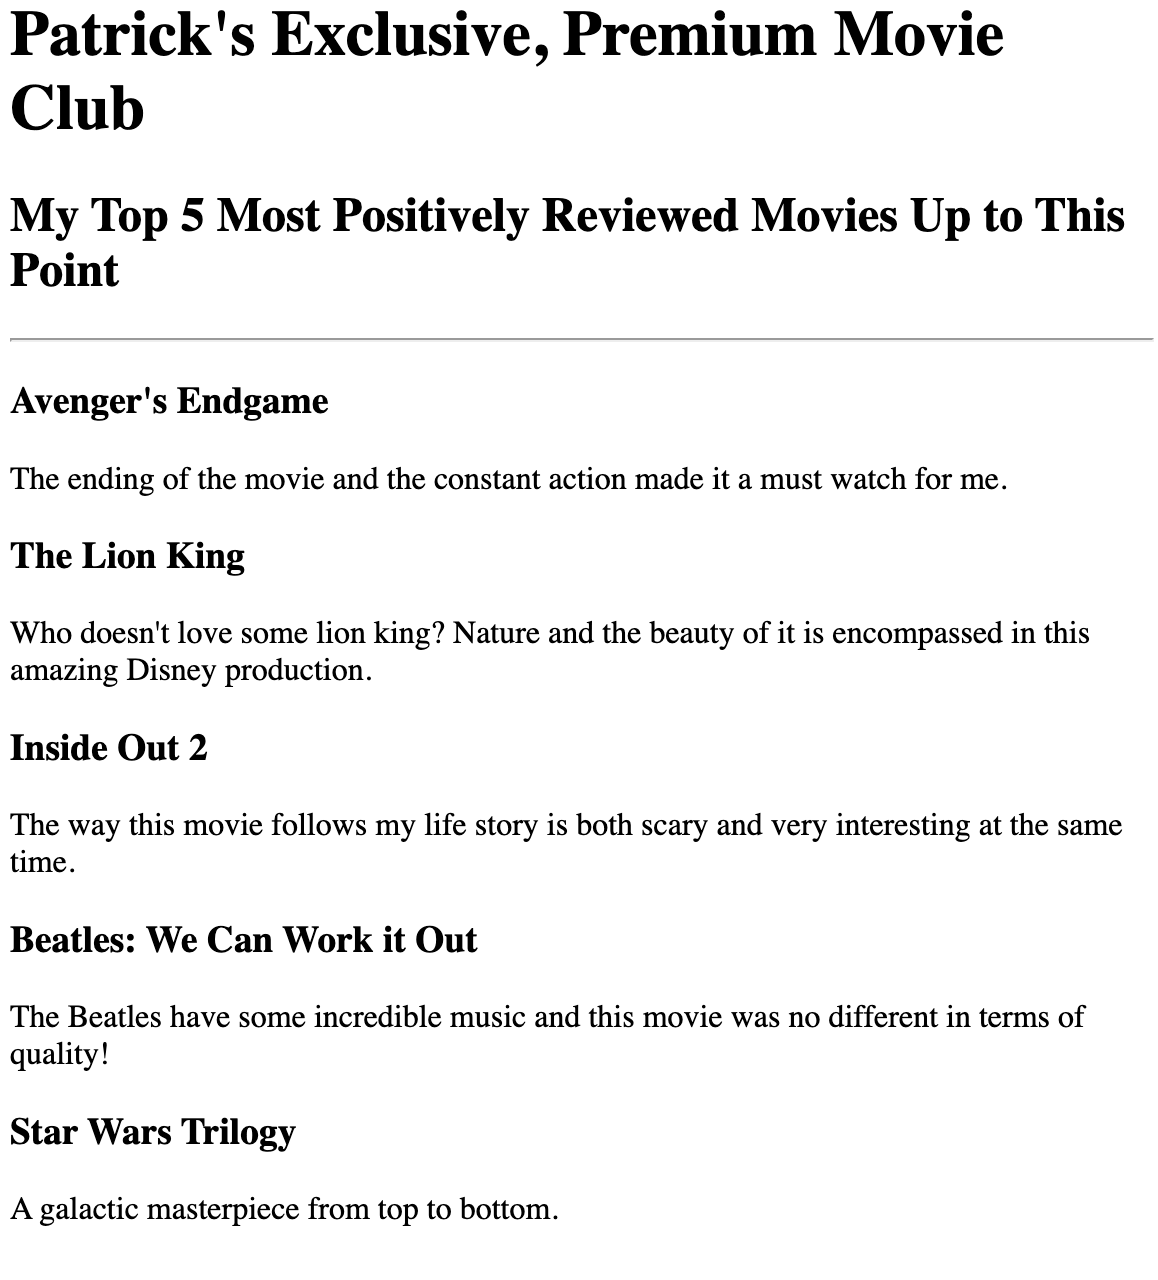 Patrick's Exclusive, Premium Movie
Club
My Top 5 Most Positively Reviewed Movies Up to This
Point
Avenger's Endgame
The ending of the movie and the constant action made it a must watch for me.
The Lion King
Who doesn't love some lion king? Nature and the beauty of it is encompassed in this
amazing Disney production.
Inside Out 2
The way this movie follows my life story is both scary and very interesting at the same
time.
Beatles: We Can Work it Out
The Beatles have some incredible music and this movie was no different in terms of
quality!
Star Wars Trilogy
A galactic masterpiece from top to bottom.